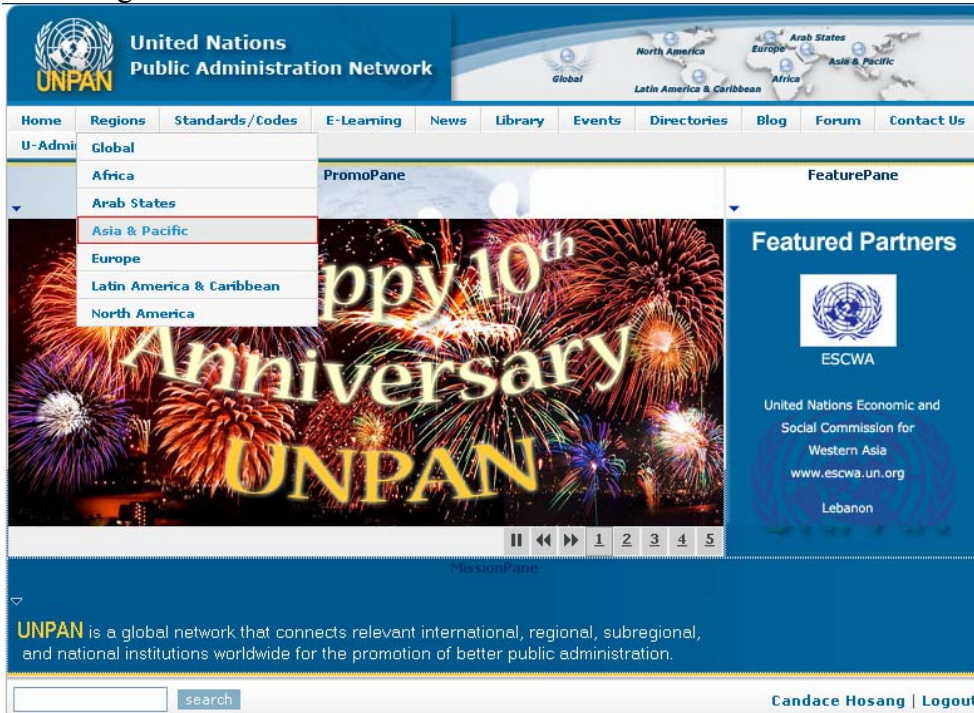 United Nations
Public Administration Network
UNPAN
Global
North America
Latin America & Caribbean
Europe
Africa
Arab States
Asia & Pacific
Home Regions Standards/Codes E-Learning News Library Events Directories Blog Forum Contact Us
Global
Africa
Arab States
Asia & Pacific
Europe
Latin America & Caribbean
North America
PromoPane
FeaturePane
10th
Anniversary
UNPAN
Featured Partners
ESCWA
United Nations Economic and
Social Commission for
Western Asia
www.escwa.un.org
Lebanon
1 2 3 4 5
MissionPane
UNPAN is a global network that connects relevant international, regional, subregional,
and national institutions worldwide for the promotion of better public administration.
search
Candace Hosang | Logout